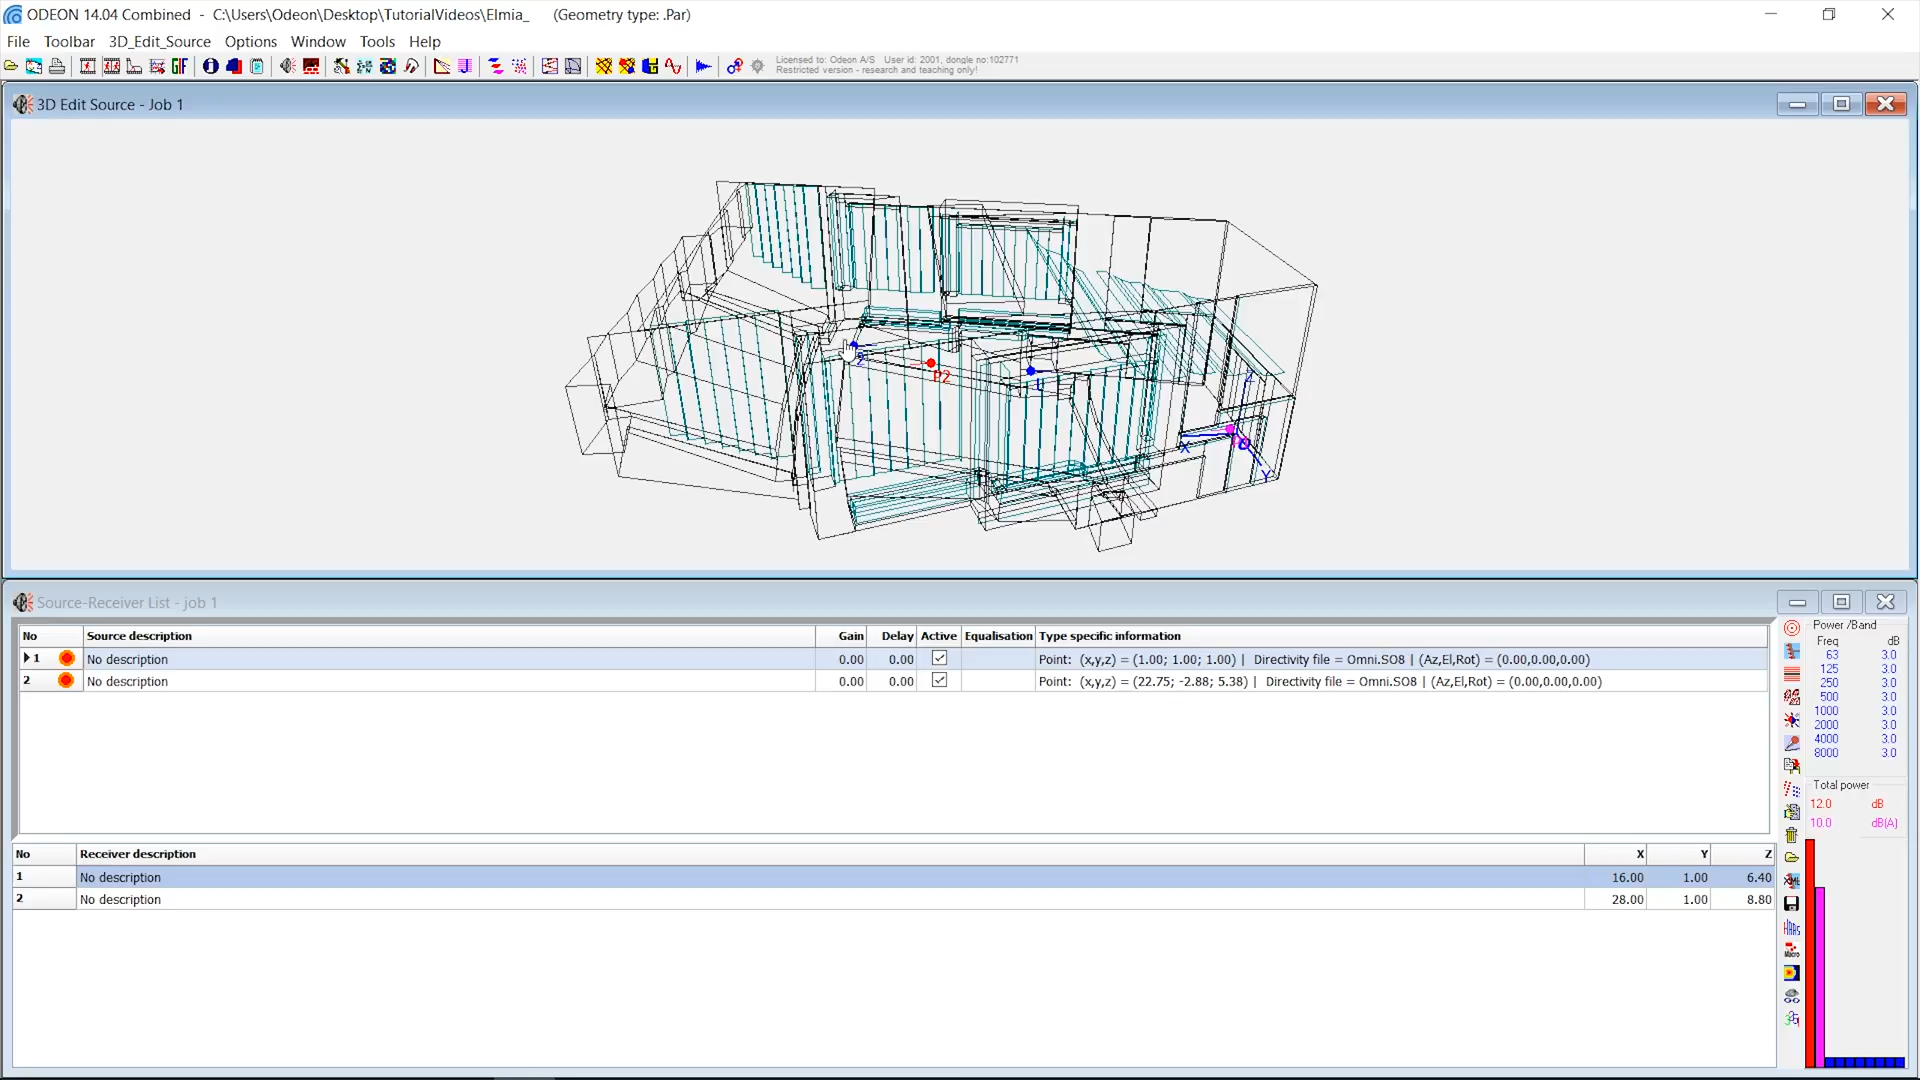 ODEON 14.04 Combined - C:\Users\Odeon\Desktop\TutorialVideos\Elmia_ (Geometry type: .Par)
File Toolbar 3D_Edit_Source Options Window Tools Help
GIF
Licensed to: Odeon A/S User id: 2001, dongle no:102771
Restricted version - research and teaching only!
3D Edit Source - Job 1
2
P2
1
Z
X
O
Y
Source-Receiver List - job 1
No Source description Gain Delay Active Equalisation Type specific information
1 No description 0.00 0.00 Point: (x,y,z) = (1.00; 1.00; 1.00) | Directivity file = Omni.SO8 | (Az,El,Rot) = (0.00,0.00,0.00)
2 No description 0.00 0.00 Point: (x,y,z) = (22.75; -2.88; 5.38) | Directivity file = Omni.SO8 | (Az,El,Rot) = (0.00,0.00,0.00)
No Receiver description X Y Z
1 No description 16.00 1.00 6.40
2 No description 28.00 1.00 8.80
Power /Band
Freq dB
63 3.0
125 3.0
250 3.0
500 3.0
1000 3.0
2000 3.0
4000 3.0
8000 3.0
Total power
12.0 dB
10.0 dB(A)
Macro